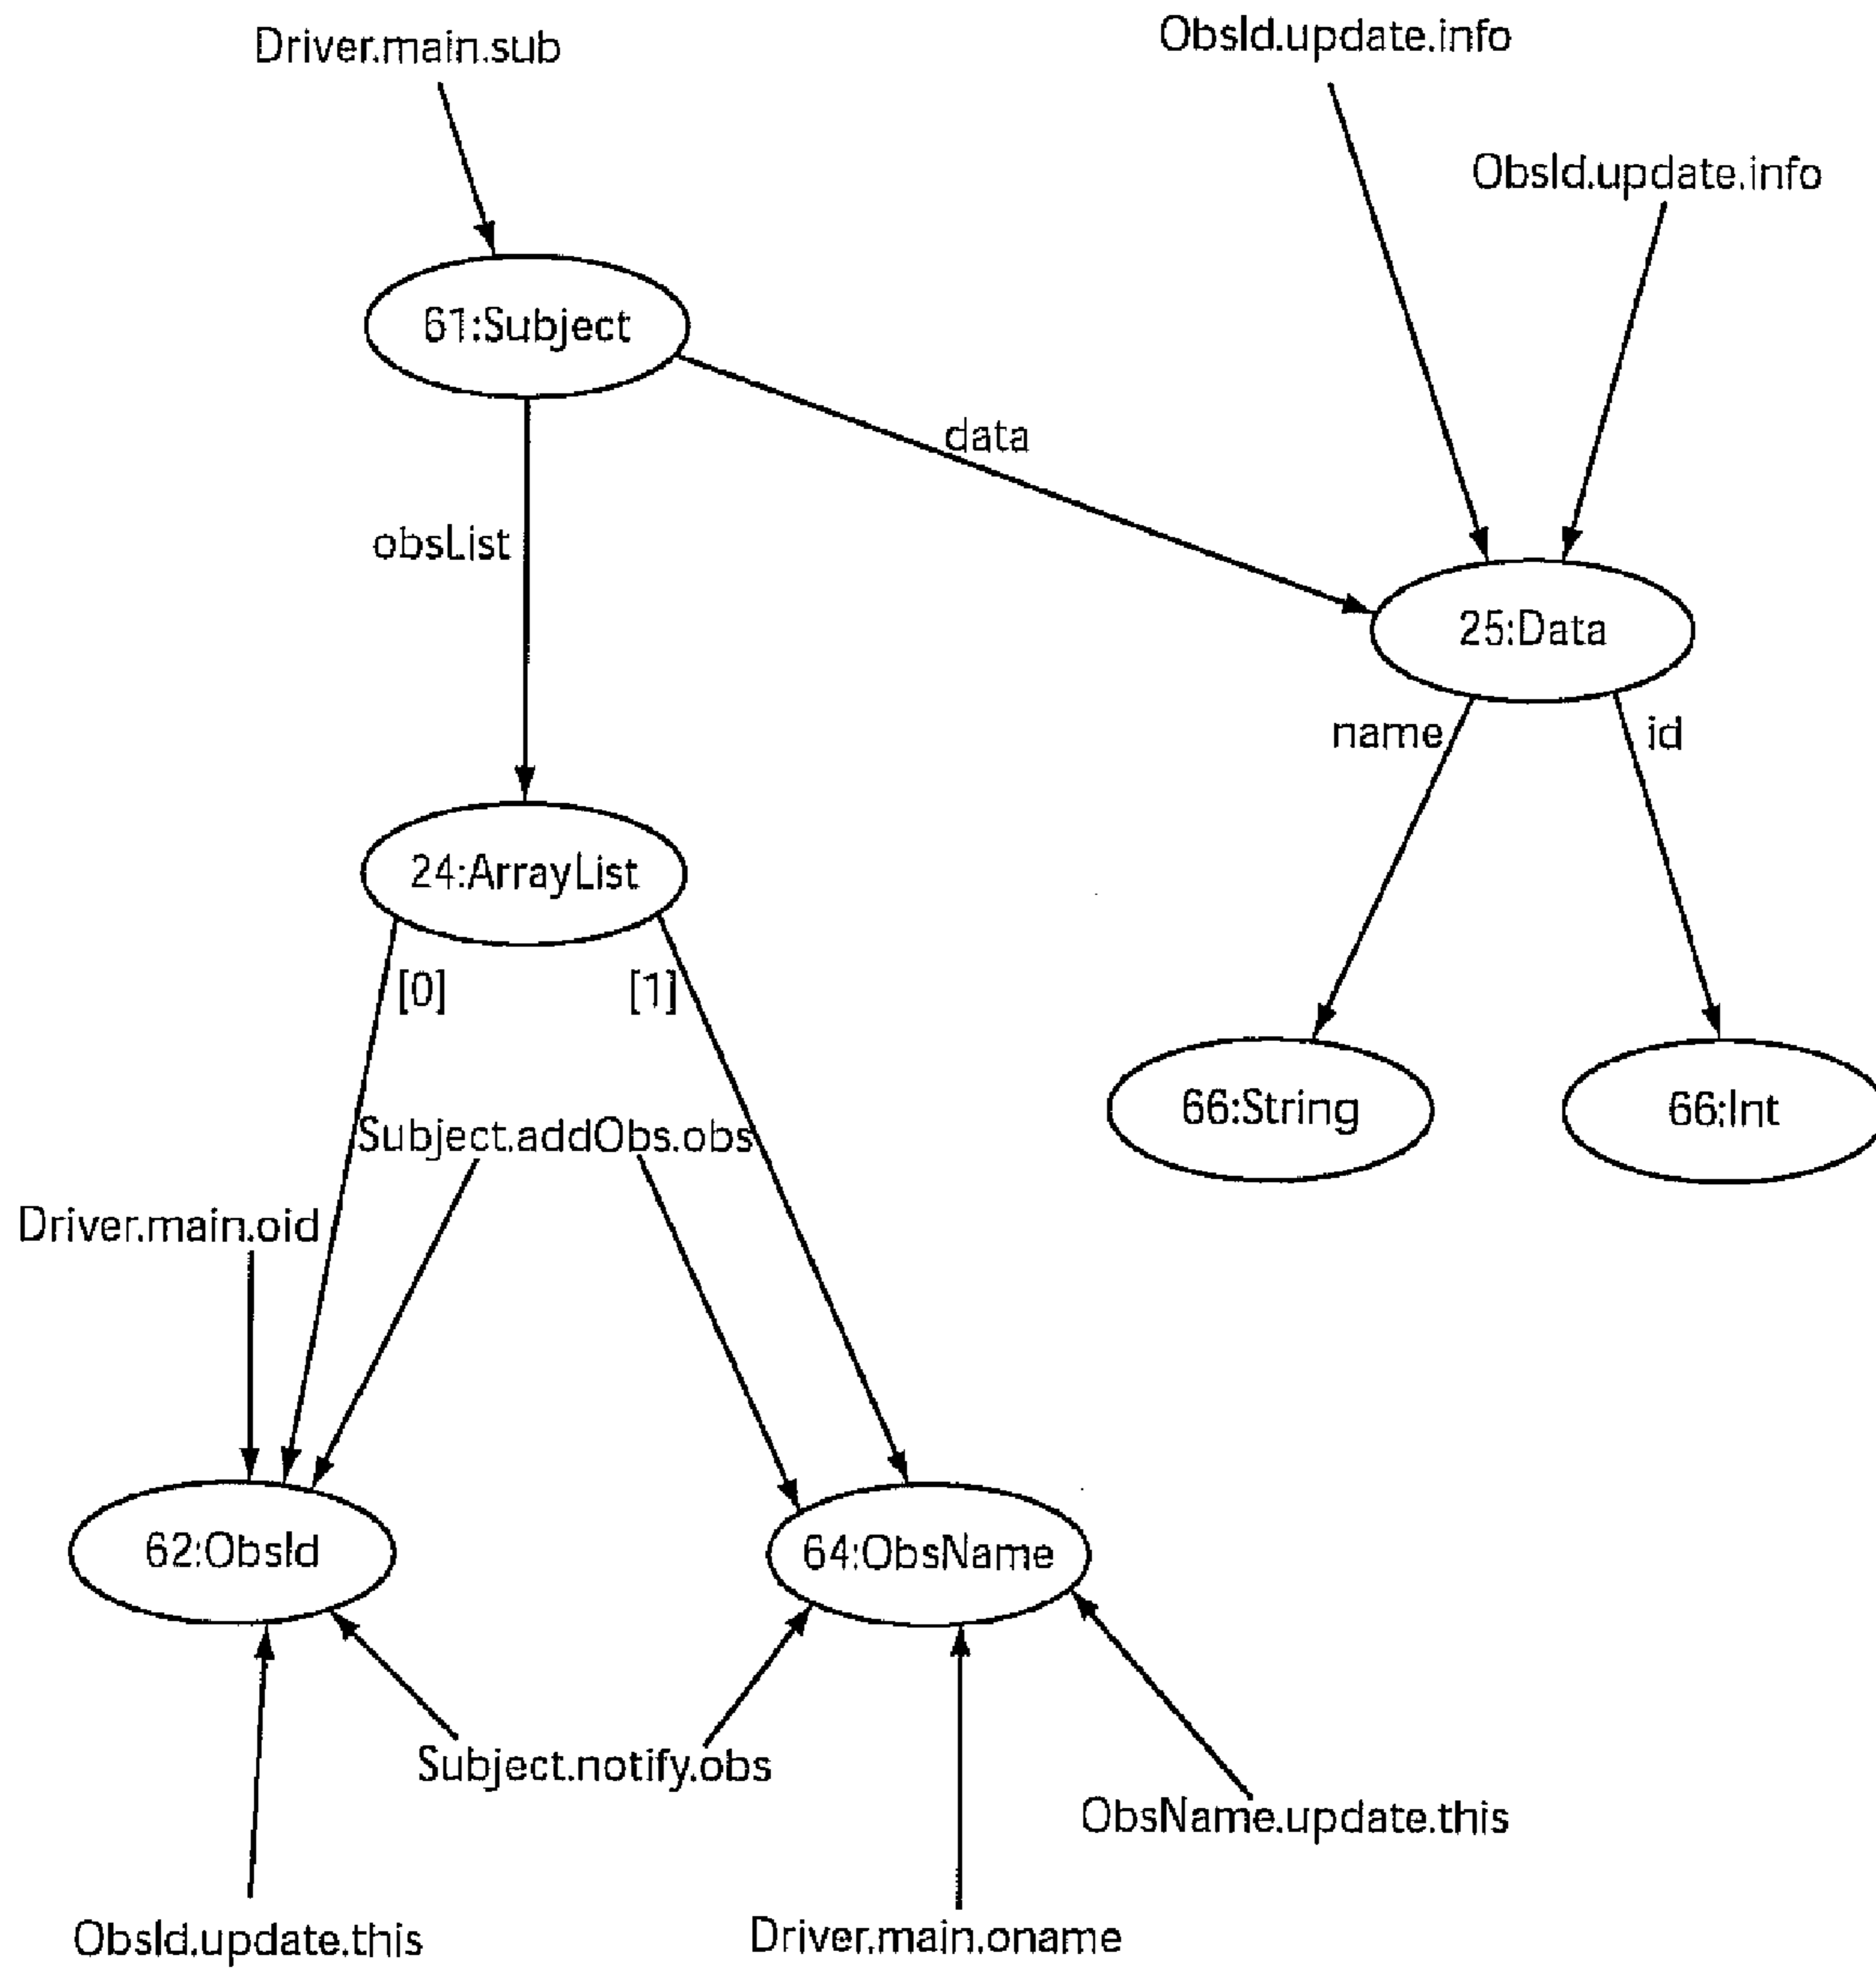 Driver.main.sub
ObsId.update.info
ObsId.update.info
61:Subject
data
obsList
25:Data
name
id
24:ArrayList
[0]
[1]
66:String
66:Int
Subject.addObs.obs
Driver.main.oid
62:ObsId
64:ObsName
Subject.notify.obs
ObsName.update.this
ObsId.update.this
Driver.main.oname